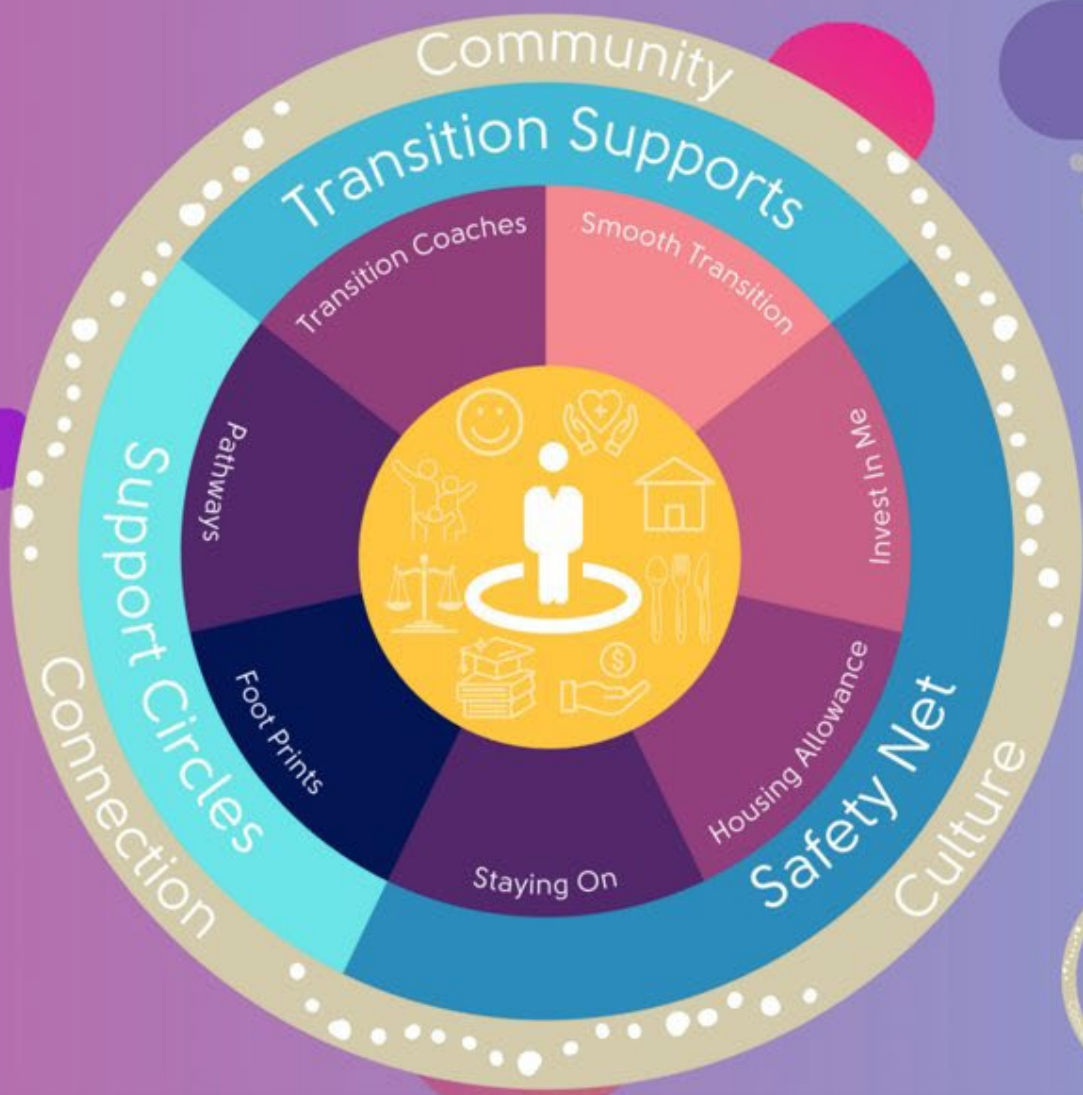 Community
Transition Supports
Transition Coaches
Smooth Transition
Pathways
Invest In Me
Support Circles
Foot Prints
Housing Allowance
Safety Net
Staying On
Connection
Culture
$